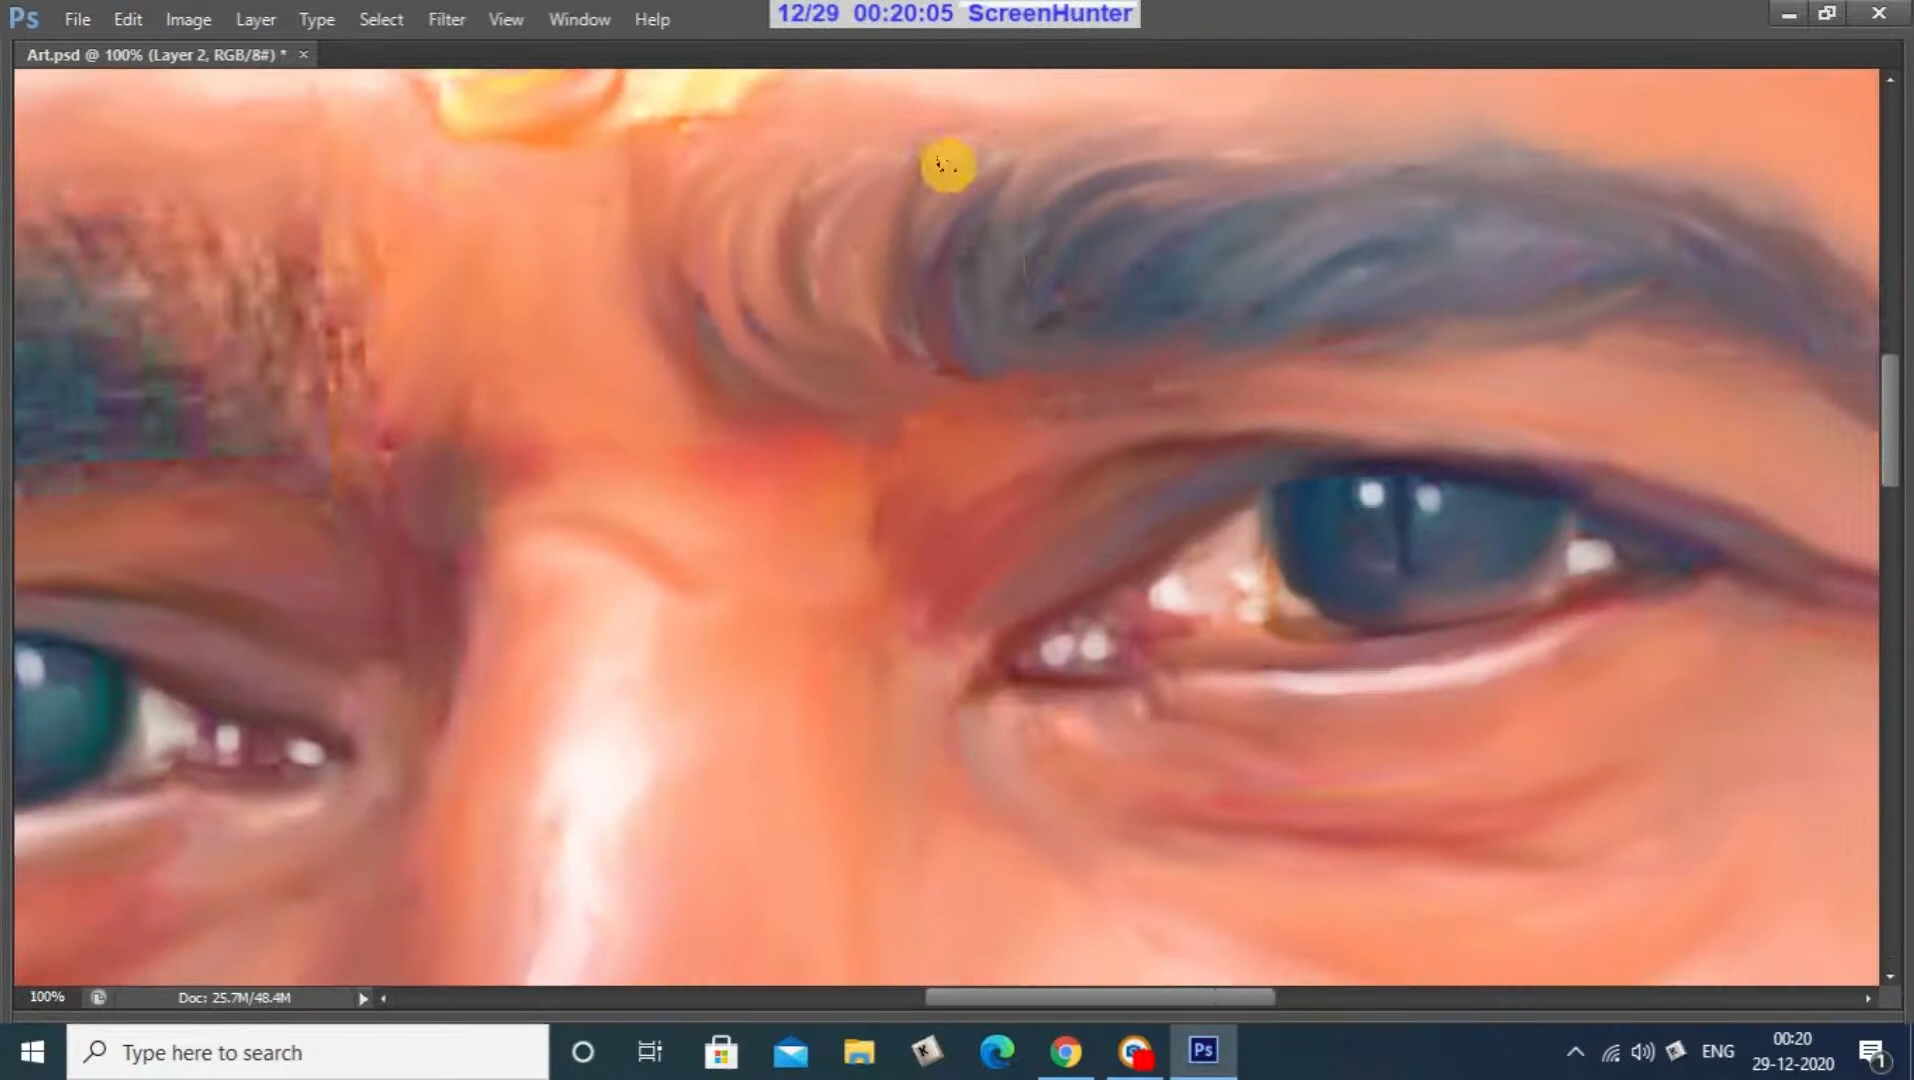 Ps File Edit Image Layer Type Select Filter View Window Help
12/29 00:20:05 ScreenHunter
Art.psd @ 100% (Layer 2, RGB/8#) * ×
100% Doc: 25.7M/48.4M
Type here to search
K
Ps
ENG
00:20
29-12-2020
1